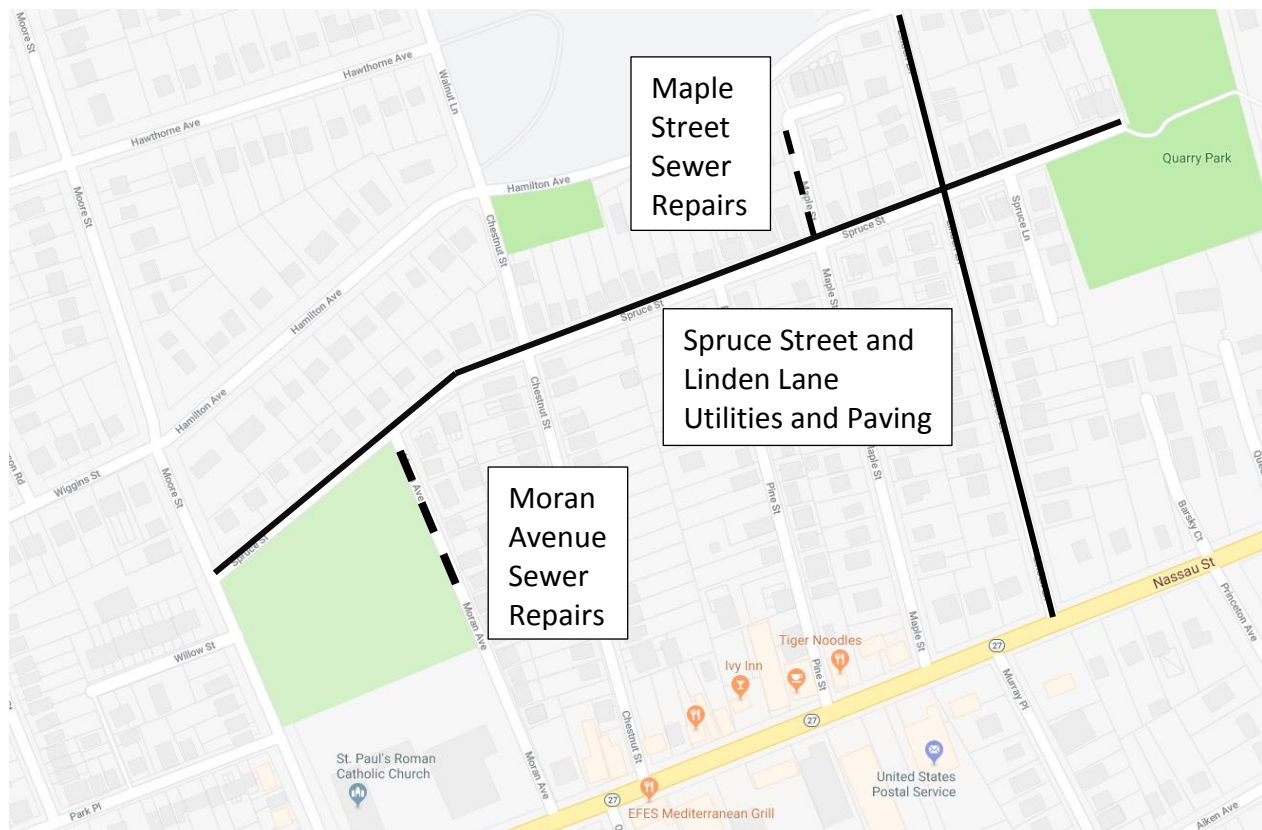 Moore St
Walnut Ln
Hawthorne Ave
Hawthorne Ave
Moore St
Maple
Street
Sewer
Repairs
Quarry Park
Hamilton Ave
Maple St
Chestnut St
Spruce St
Spruce Ln
Maple St
Hamilton Ave
Spruce St
Spruce Street and
Linden Lane
Utilities and Paving
Chestnut St
Hamilton Ave
Wiggins St
Moore St
Ave
Maple St
Pine St
Barsky Ct
Moran
Avenue
Sewer
Repairs
Spruce St
Nassau St
Princeton Ave
Moran Ave
Willow St
Maple St
Tiger Noodles
27
Ivy Inn
Pine St
Murray Pl
27
Chestnut St
St. Paul's Roman
Catholic Church
Moran Ave
United States
Postal Service
Park Pl
27
EFES Mediterranean Grill
Aiken Ave